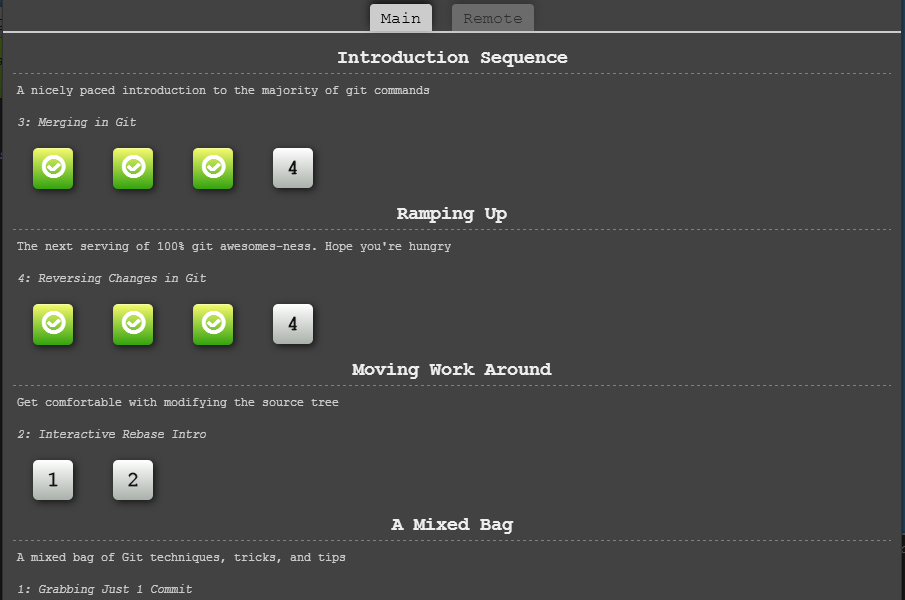 Main Remote
Introduction Sequence
A nicely paced introduction to the majority of git commands
3: Merging in Git
4
Ramping Up
The next serving of 100% git awesomes-ness. Hope you're hungry
4: Reversing Changes in Git
4
Moving Work Around
Get comfortable with modifying the source tree
2: Interactive Rebase Intro
1 2
A Mixed Bag
A mixed bag of Git techniques, tricks, and tips
1: Grabbing Just 1 Commit